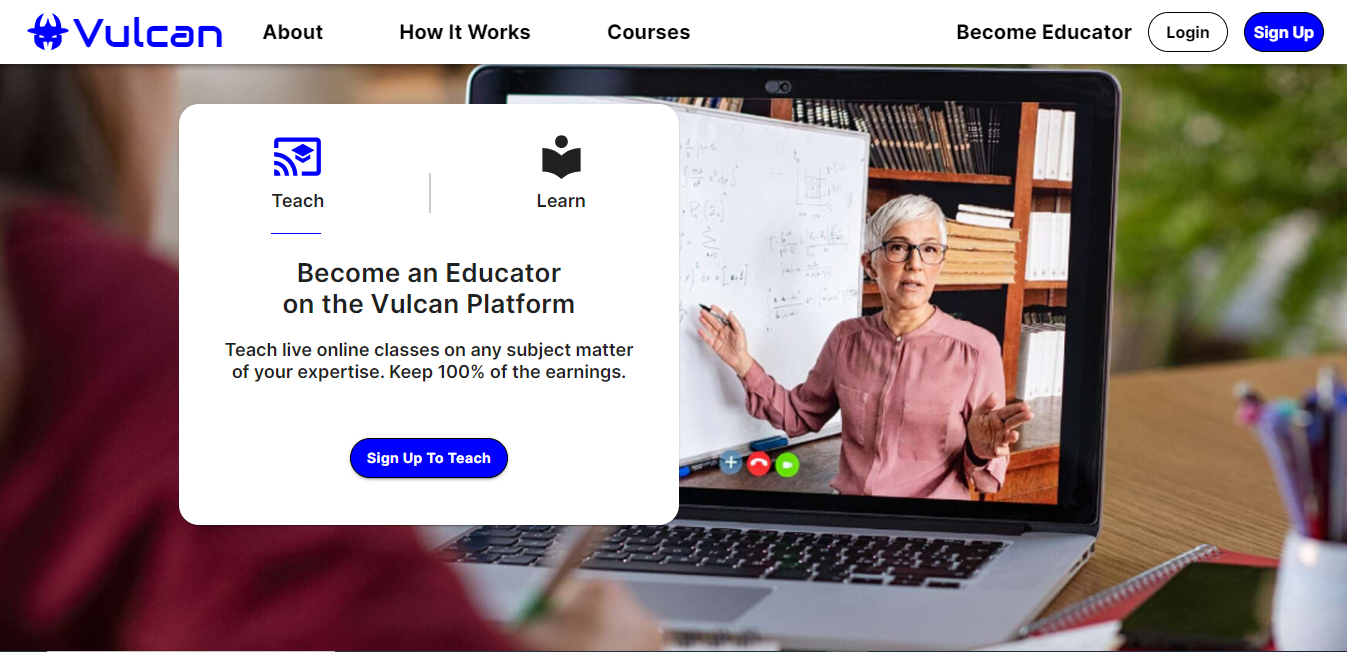 Vulcan
About
How It Works
Courses
Become Educator
Login
Sign Up
Teach
Learn
Become an Educator
on the Vulcan Platform
Teach live online classes on any subject matter
of your expertise. Keep 100% of the earnings.
Sign Up To Teach